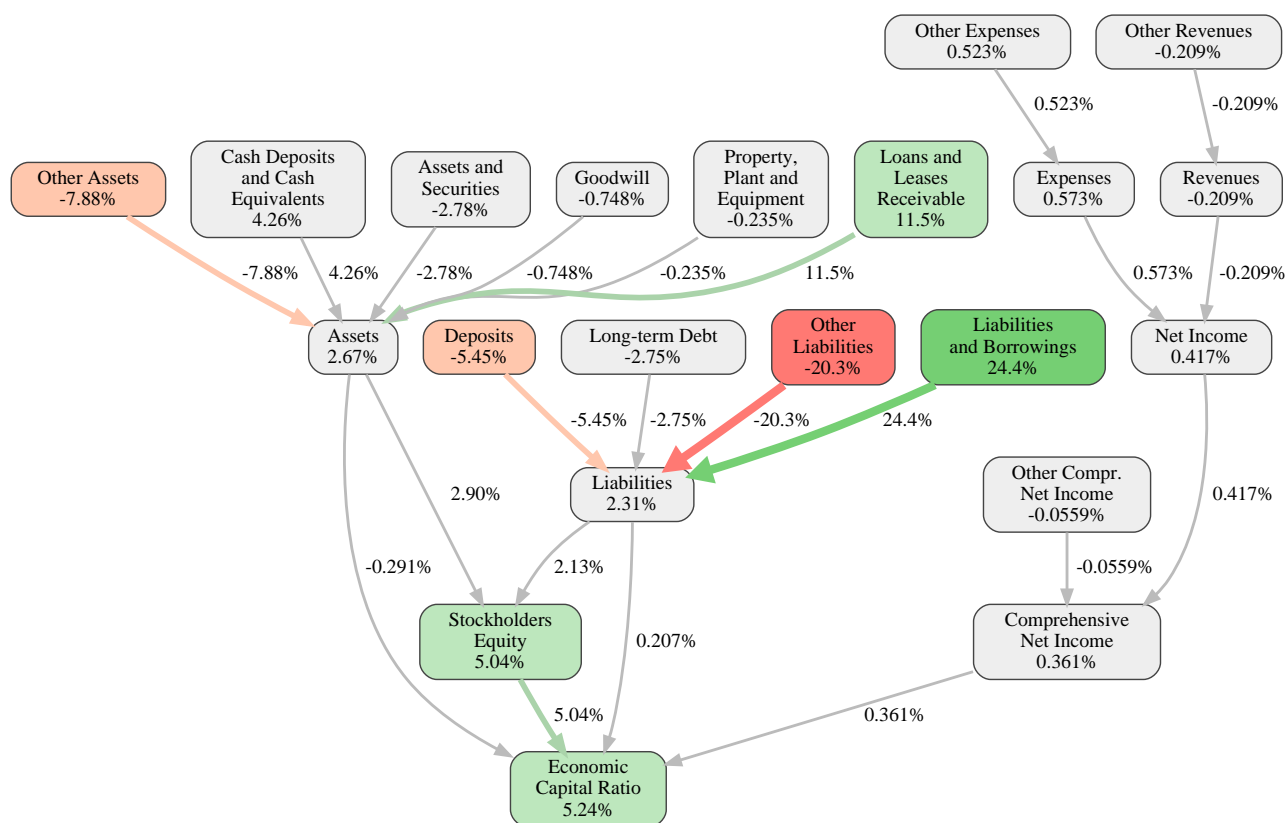 Other Expenses
0.523%
Other Revenues
-0.209%
0.523%
-0.209%
Other Assets
-7.88%
Cash Deposits
and Cash
Equivalents
4.26%
Assets and
Securities
-2.78%
Goodwill
-0.748%
Property,
Plant and
Equipment
-0.235%
Loans and
Leases
Receivable
11.5%
Expenses
0.573%
Revenues
-0.209%
-7.88%
4.26%
-2.78%
-0.748%
-0.235%
11.5%
0.573%
-0.209%
Assets
2.67%
Deposits
-5.45%
Long-term Debt
-2.75%
Other
Liabilities
-20.3%
Liabilities
and Borrowings
24.4%
Net Income
0.417%
-5.45%
-2.75%
-20.3%
24.4%
Liabilities
2.31%
Other Compr.
Net Income
-0.0559%
2.90%
0.417%
-0.291%
2.13%
-0.0559%
Stockholders
Equity
5.04%
0.207%
Comprehensive
Net Income
0.361%
5.04%
0.361%
Economic
Capital Ratio
5.24%